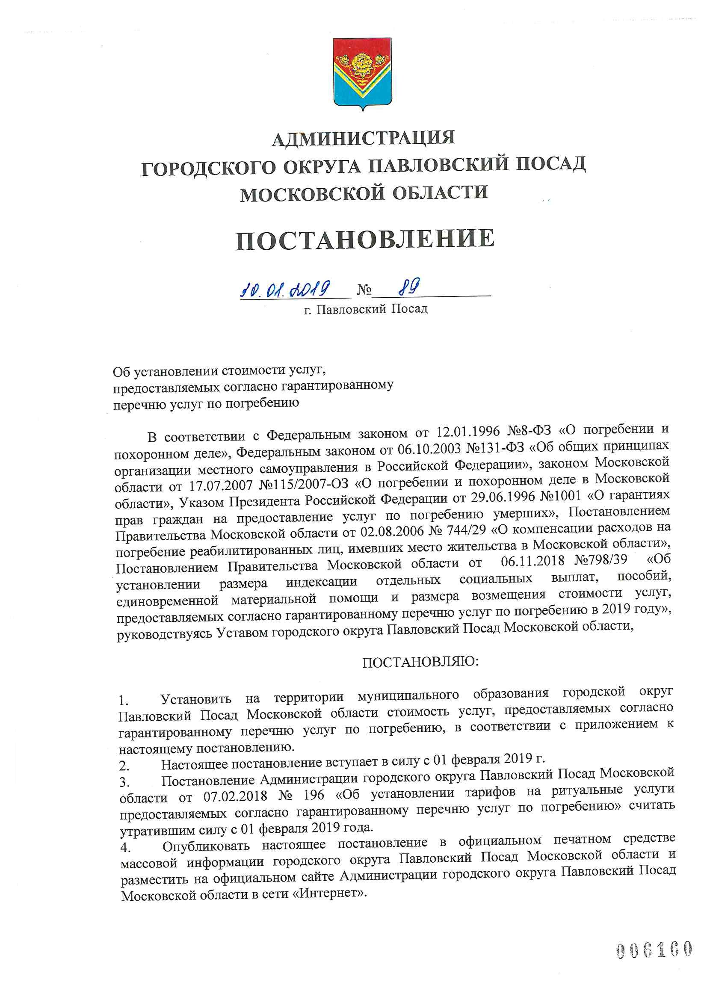 АДМИНИСТРАЦИЯ
ГОРОДСКОГО ОКРУГА ПАВЛОВСКИЙ ПОСАД
МОСКОВСКОЙ ОБЛАСТИ
ПОСТАНОВЛЕНИЕ
10.01.2019 № 89
г. Павловский Посад
Об установлении стоимости услуг,
предоставляемых согласно гарантированному
перечню услуг по погребению
В соответствии с Федеральным законом от 12.01.1996 №8-ФЗ «О погребении и
похоронном деле», Федеральным законом от 06.10.2003 №131-ФЗ «Об общих принципах
организации местного самоуправления в Российской Федерации», законом Московской
области от 17.07.2007 №115/2007-ОЗ «О погребении и похоронном деле в Московской
области», Указом Президента Российской Федерации от 29.06.1996 №1001 «О гарантиях
прав граждан на предоставление услуг по погребению умерших», Постановлением
Правительства Московской области от 02.08.2006 № 744/29 «О компенсации расходов на
погребение реабилитированных лиц, имевших место жительства в Московской области»,
Постановлением Правительства Московской области от 06.11.2018 №798/39 «Об
установлении размера индексации отдельных социальных выплат, пособий,
единовременной материальной помощи и размера возмещения стоимости услуг,
предоставляемых согласно гарантированному перечню услуг по погребению в 2019 году»,
руководствуясь Уставом городского округа Павловский Посад Московской области,
ПОСТАНОВЛЯЮ:
1. Установить на территории муниципального образования городской округ
Павловский Посад Московской области стоимость услуг, предоставляемых согласно
гарантированному перечню услуг по погребению, в соответствии с приложением к
настоящему постановлению.
2. Настоящее постановление вступает в силу с 01 февраля 2019 г.
3. Постановление Администрации городского округа Павловский Посад Московской
области от 07.02.2018 № 196 «Об установлении тарифов на ритуальные услуги
предоставляемых согласно гарантированному перечню услуг по погребению» считать
утратившим силу с 01 февраля 2019 года.
4. Опубликовать настоящее постановление в официальном печатном средстве
массовой информации городского округа Павловский Посад Московской области и
разместить на официальном сайте Администрации городского округа Павловский Посад
Московской области в сети «Интернет».
006160